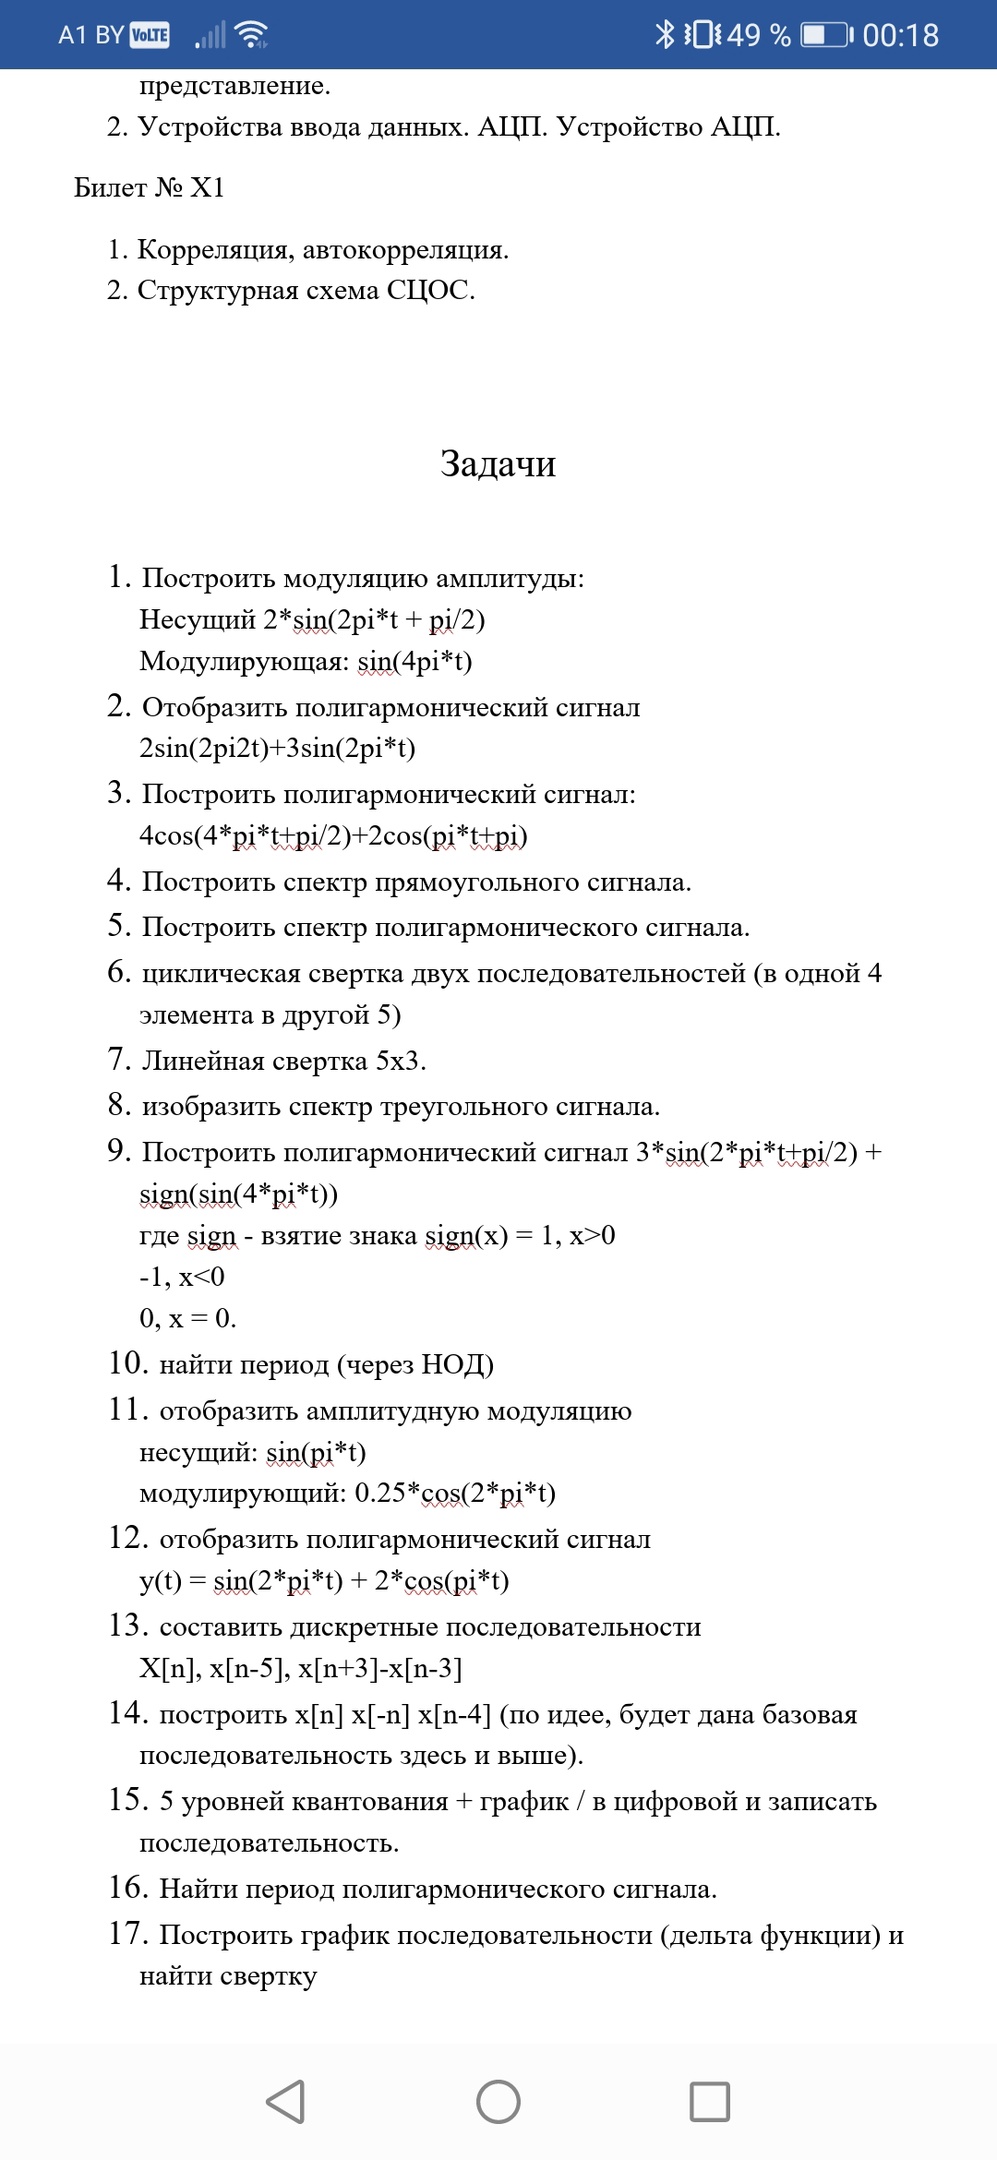 A1 BY VoLTE 49 % 00:18
представление.
2. Устройства ввода данных. АЦП. Устройство АЦП.
Билет № X1
1. Корреляция, автокорреляция.
2. Структурная схема СЦОС.
Задачи
1. Построить модуляцию амплитуды:
Несущий 2*sin(2pi*t + pi/2)
Модулирующая: sin(4pi*t)
2. Отобразить полигармонический сигнал
2sin(2pi2t)+3sin(2pi*t)
3. Построить полигармонический сигнал:
4cos(4*pi*t+pi/2)+2cos(pi*t+pi)
4. Построить спектр прямоугольного сигнала.
5. Построить спектр полигармонического сигнала.
6. циклическая свертка двух последовательностей (в одной 4
элемента в другой 5)
7. Линейная свертка 5x3.
8. изобразить спектр треугольного сигнала.
9. Построить полигармонический сигнал 3*sin(2*pi*t+pi/2) +
sign(sin(4*pi*t))
где sign - взятие знака sign(x) = 1, x>0
-1, x<0
0, x = 0.
10. найти период (через НОД)
11. отобразить амплитудную модуляцию
несущий: sin(pi*t)
модулирующий: 0.25*cos(2*pi*t)
12. отобразить полигармонический сигнал
y(t) = sin(2*pi*t) + 2*cos(pi*t)
13. составить дискретные последовательности
X[n], x[n-5], x[n+3]-x[n-3]
14. построить x[n] x[-n] x[n-4] (по идее, будет дана базовая
последовательность здесь и выше).
15. 5 уровней квантования + график / в цифровой и записать
последовательность.
16. Найти период полигармонического сигнала.
17. Построить график последовательности (дельта функции) и
найти свертку